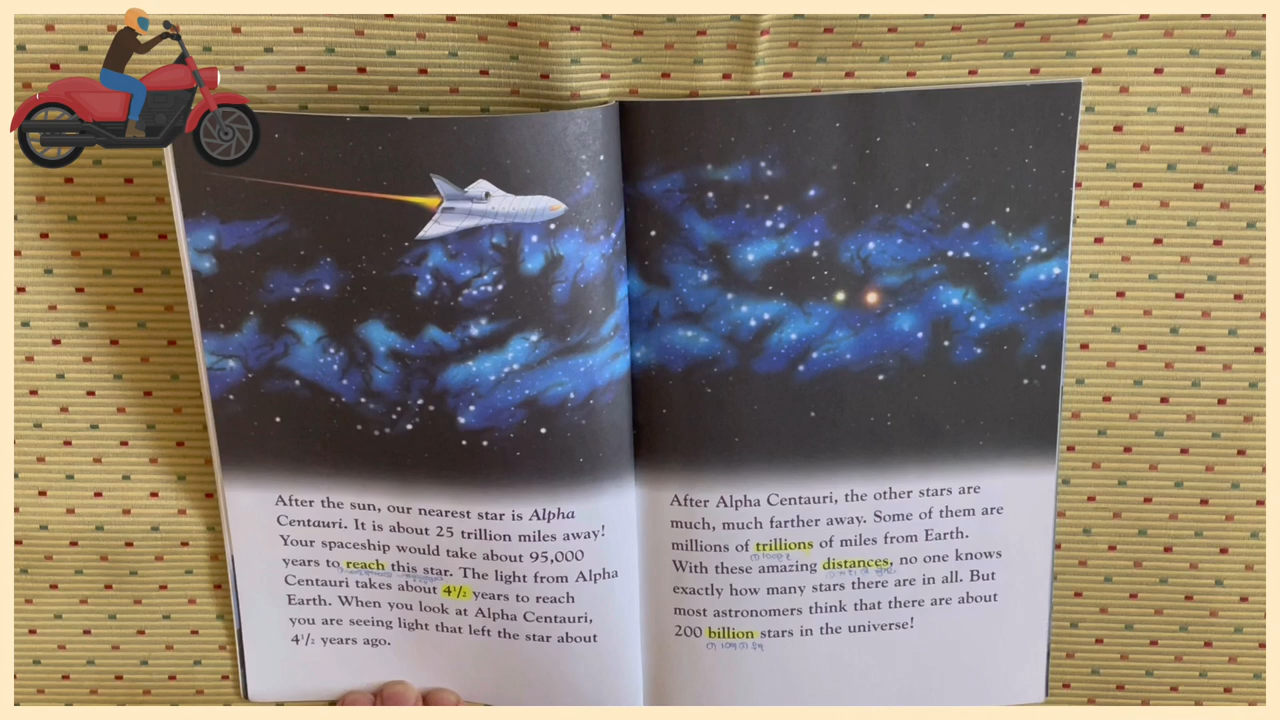 After the sun, our nearest star is Alpha
Centauri. It is about 25 trillion miles away!
Your spaceship would take about 95,000
years to reach this star. The light from Alpha
Centauri takes about 4½ years to reach
Earth. When you look at Alpha Centauri,
you are seeing light that left the star about
4½ years ago.
After Alpha Centauri, the other stars are
much, much farther away. Some of them are
millions of trillions of miles from Earth.
With these amazing distances, no one knows
exactly how many stars there are in all. But
most astronomers think that there are about
200 billion stars in the universe!